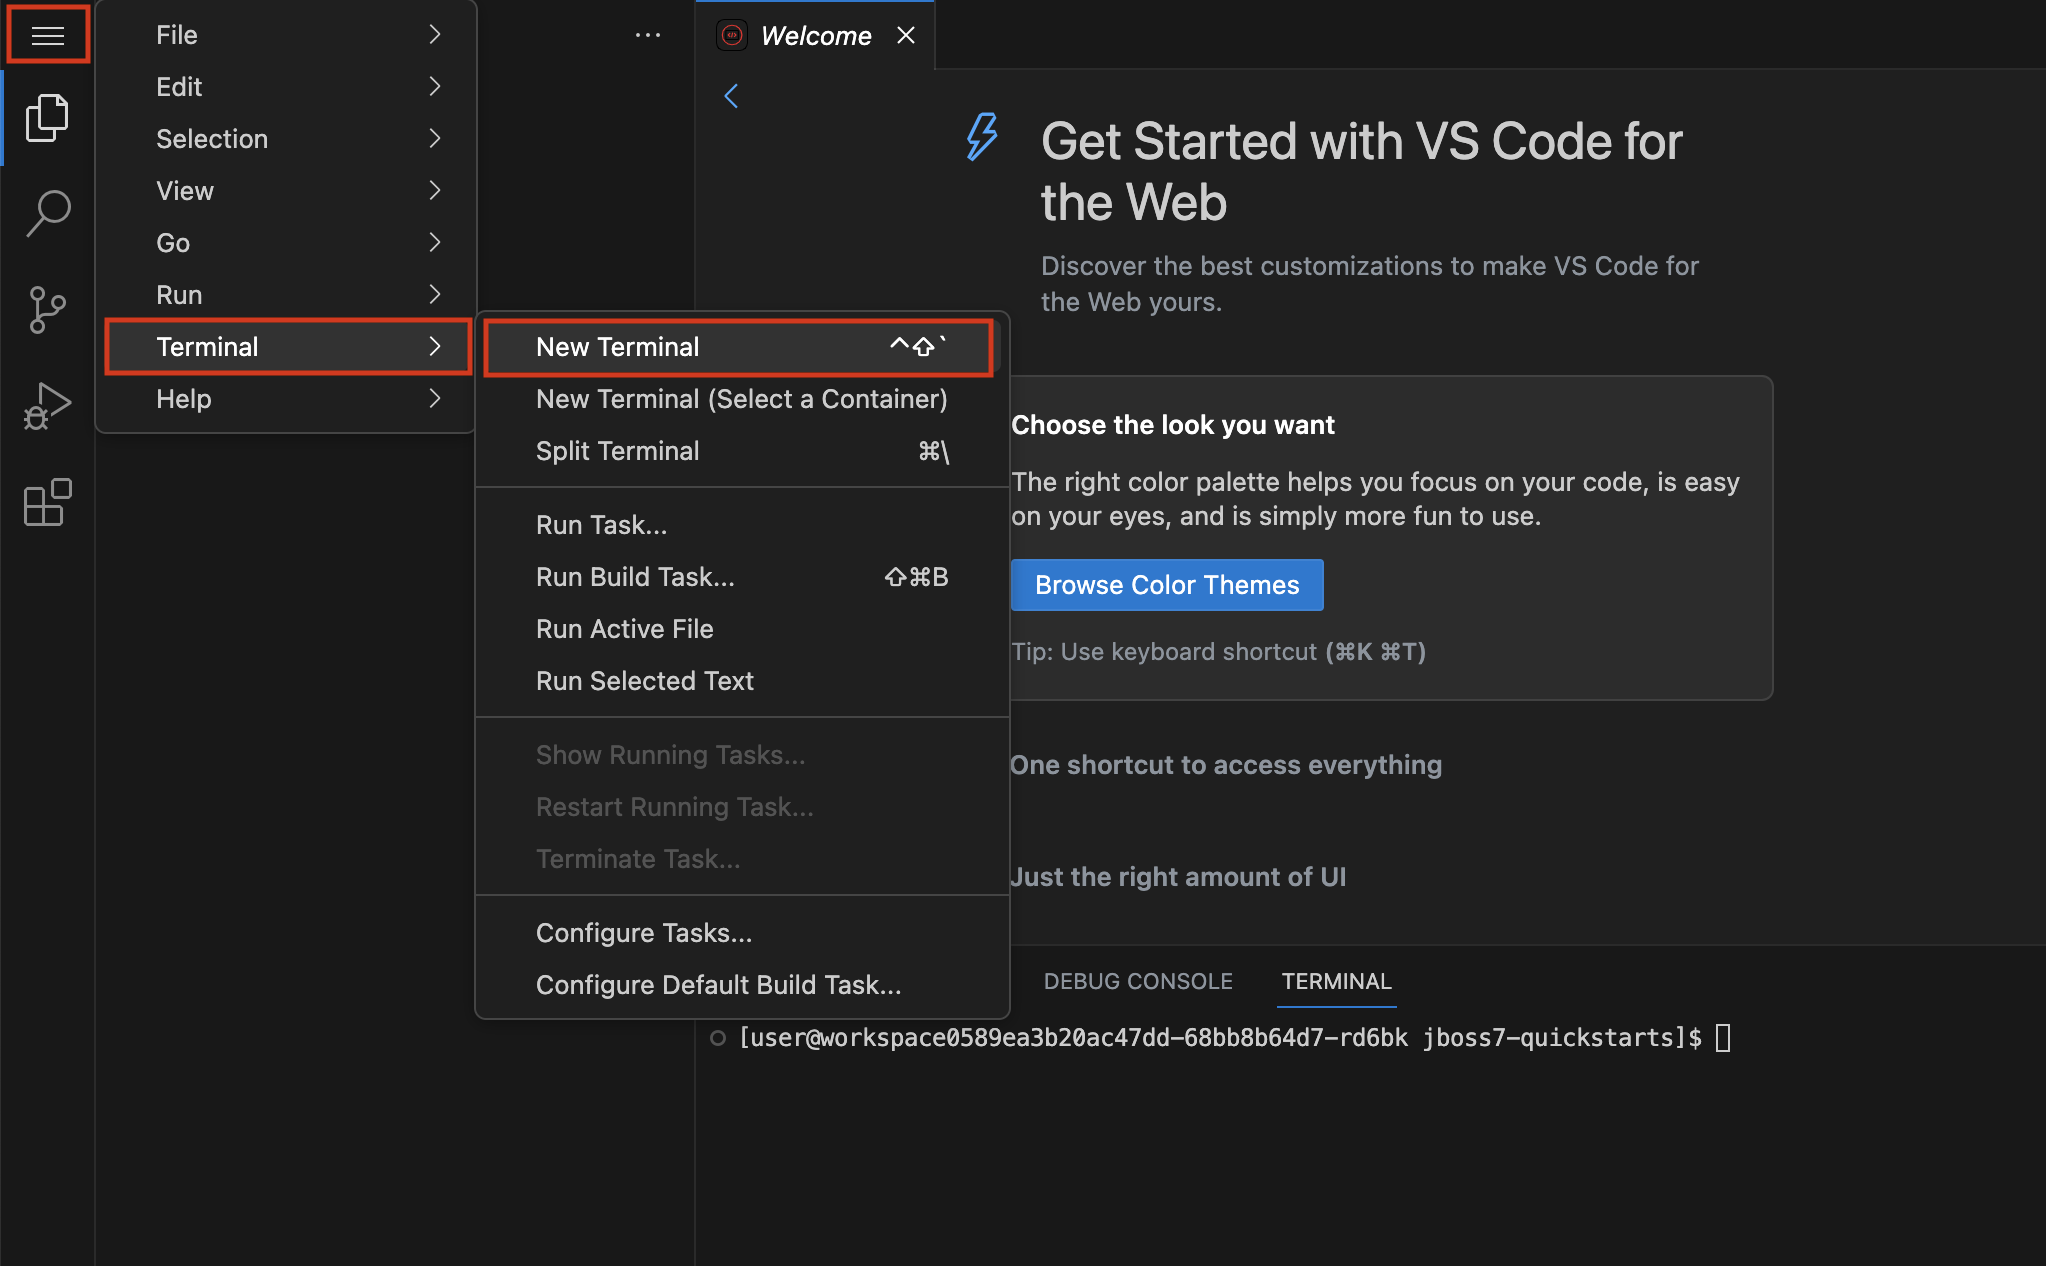 File
Edit
Selection
View
Go
Run
Terminal
Help
New Terminal ^⇧`
New Terminal (Select a Container)
Split Terminal ⌘\
Run Task...
Run Build Task... ⇧⌘B
Run Active File
Run Selected Text
Show Running Tasks...
Restart Running Task...
Terminate Task...
Configure Tasks...
Configure Default Build Task...
Welcome
Get Started with VS Code for
the Web
Discover the best customizations to make VS Code for
the Web yours.
Choose the look you want
The right color palette helps you focus on your code, is easy
on your eyes, and is simply more fun to use.
Browse Color Themes
Tip: Use keyboard shortcut (⌘K ⌘T)
One shortcut to access everything
Just the right amount of UI
DEBUG CONSOLE TERMINAL
[user@workspace0589ea3b20ac47dd-68bb8b64d7-rd6bk jboss7-quickstarts]$